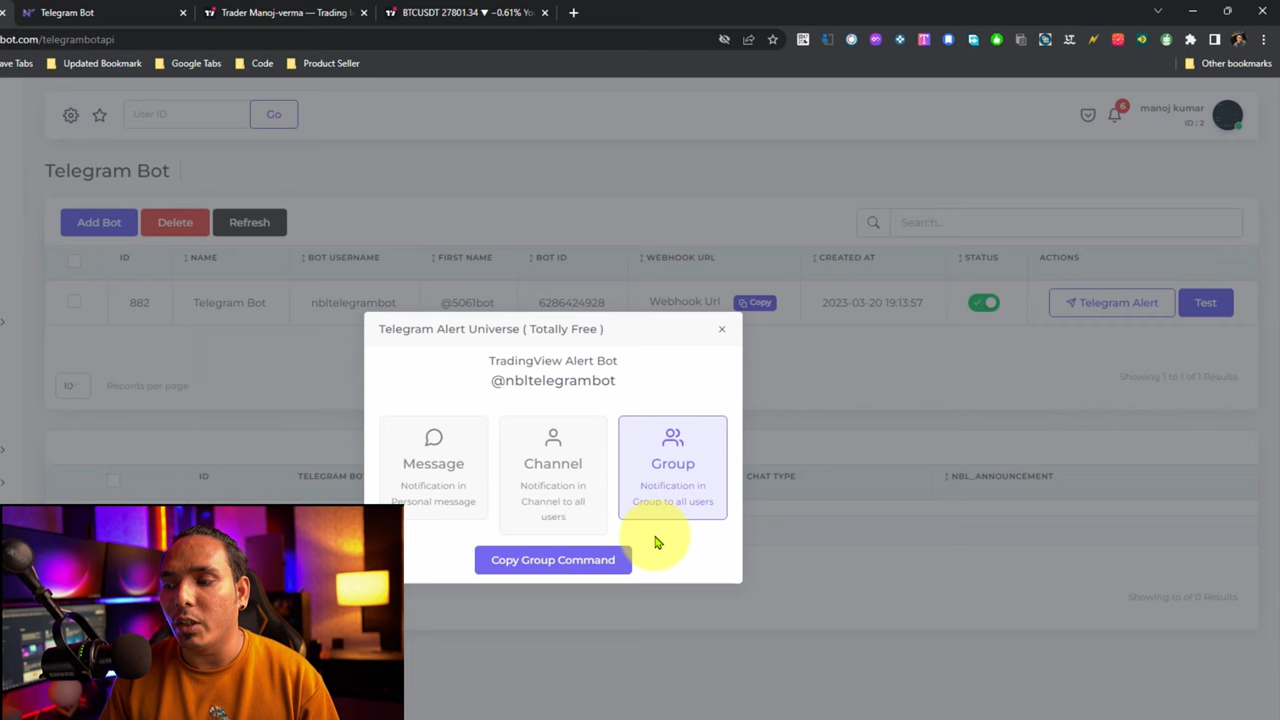 Telegram Bot
Trader Manoj-verma — Trading I
BTCUSDT 27801.34 ▼ −0.61% Yo
bot.com/telegrambotapi
ave Tabs
Updated Bookmark
Google Tabs
Code
Product Seller
Other bookmarks
User ID
Go
6
manoj kumar
ID : 2
Telegram Bot
Add Bot
Delete
Refresh
Search...
ID
NAME
BOT USERNAME
FIRST NAME
BOT ID
WEBHOOK URL
CREATED AT
STATUS
ACTIONS
882
Telegram Bot
nbltelegrambot
@5061bot
6286424928
Webhook Url
Copy
2023-03-20 19:13:57
Telegram Alert
Test
10
Records per page
Showing 1 to 1 of 1 Results
Telegram Alert Universe ( Totally Free )
×
TradingView Alert Bot
@nbltelegrambot
Message
Notification in
Personal message
Channel
Notification in
Channel to all
users
Group
Notification in
Group to all users
Copy Group Command
ID
TELEGRAM BOT
CHAT TYPE
NBL_ANNOUNCEMENT
Showing to of 0 Results